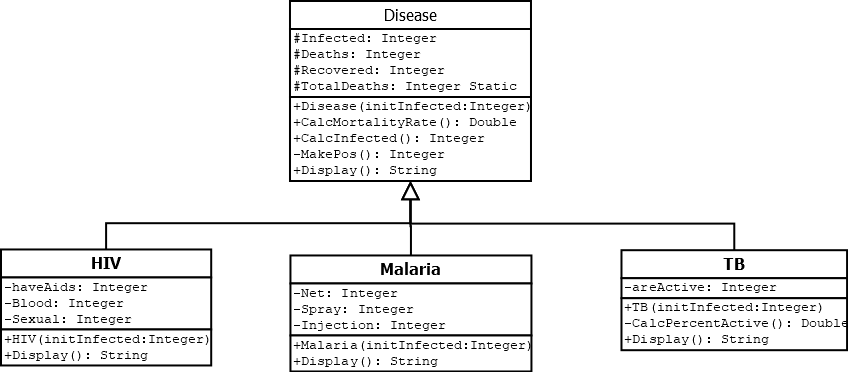 Disease
#Infected: Integer
#Deaths: Integer
#Recovered: Integer
#TotalDeaths: Integer Static
+Disease(initInfected:Integer)
+CalcMortalityRate(): Double
+CalcInfected(): Integer
-MakePos(): Integer
+Display(): String
HIV
-haveAids: Integer
-Blood: Integer
-Sexual: Integer
+HIV(initInfected:Integer)
+Display(): String
Malaria
-Net: Integer
-Spray: Integer
-Injection: Integer
+Malaria(initInfected:Integer)
+Display(): String
TB
-areActive: Integer
+TB(initInfected:Integer)
-CalcPercentActive(): Double
+Display(): String